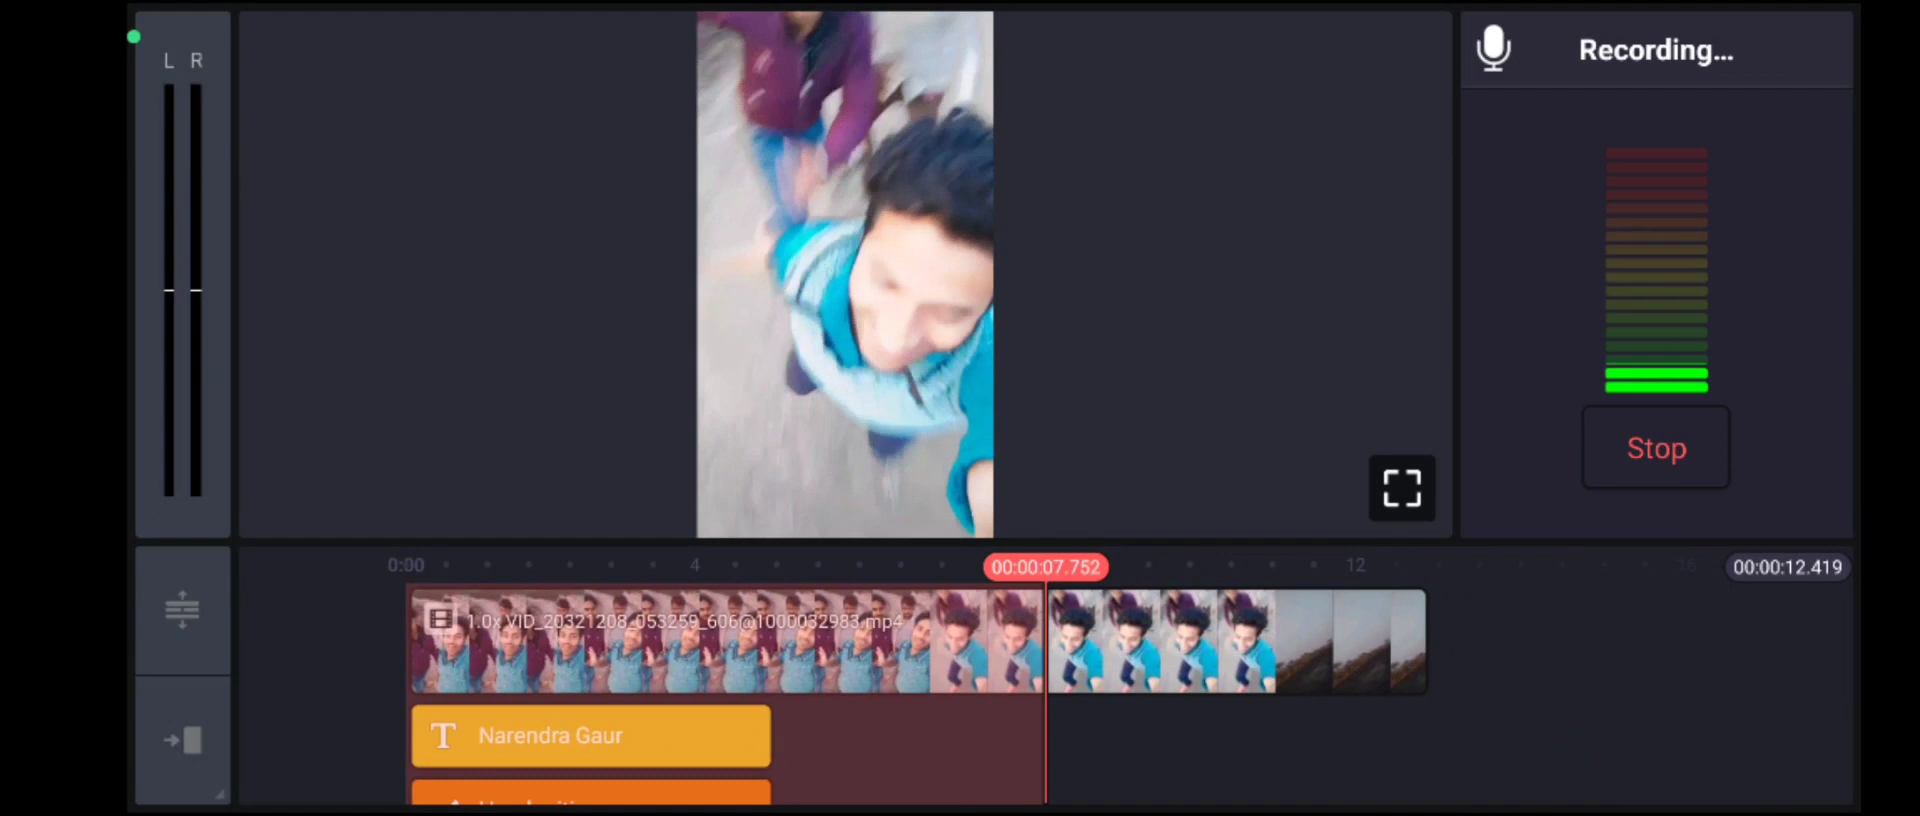 L R
Recording...
Stop
0:00 4 00:00:07.752 12 16 00:00:12.419
1.0x VID_20321208_053259_606@1000032983.mp4
T Narendra Gaur